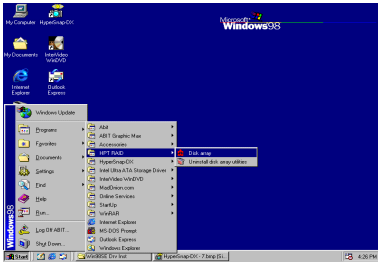 My Computer
HyperSnap-DX
Microsoft
Windows98
My Documents
InterVideo WinDVD
Internet Explorer
Outlook Express
Windows Update
Programs
Favorites
Documents
Settings
Find
Help
Run...
Log Off ABIT...
Shut Down...
Windows98
Abit
ABIT Graphic Max
Accessories
HPT RAID
HyperSnap-DX
Intel Ultra ATA Storage Driver
InterVideo WinDVD
MadOnion.com
Online Services
StartUp
WinRAR
Internet Explorer
MS-DOS Prompt
Outlook Express
Windows Explorer
Disk array
Uninstall disk array utilities
Start
Win98SE Drv Inst
HyperSnap-DX - 7.bmp (Si...
4:26 PM